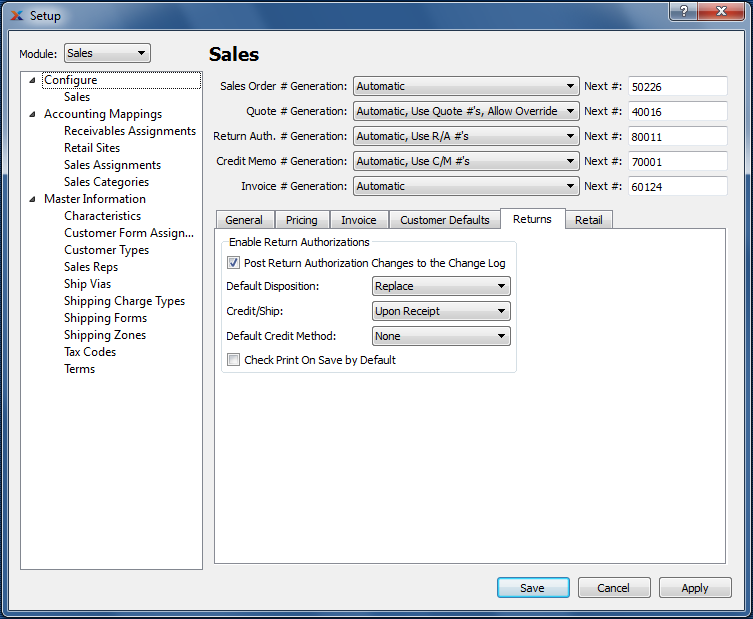 Setup
Module: Sales
Configure
Sales
Accounting Mappings
Receivables Assignments
Retail Sites
Sales Assignments
Sales Categories
Master Information
Characteristics
Customer Form Assign...
Customer Types
Sales Reps
Ship Vias
Shipping Charge Types
Shipping Forms
Shipping Zones
Tax Codes
Terms
Sales
Sales Order # Generation: Automatic Next #: 50226
Quote # Generation: Automatic, Use Quote #'s, Allow Override Next #: 40016
Return Auth. # Generation: Automatic, Use R/A #'s Next #: 80011
Credit Memo # Generation: Automatic, Use C/M #'s Next #: 70001
Invoice # Generation: Automatic Next #: 60124
General Pricing Invoice Customer Defaults Returns Retail
Enable Return Authorizations
Post Return Authorization Changes to the Change Log
Default Disposition: Replace
Credit/Ship: Upon Receipt
Default Credit Method: None
Check Print On Save by Default
Save Cancel Apply